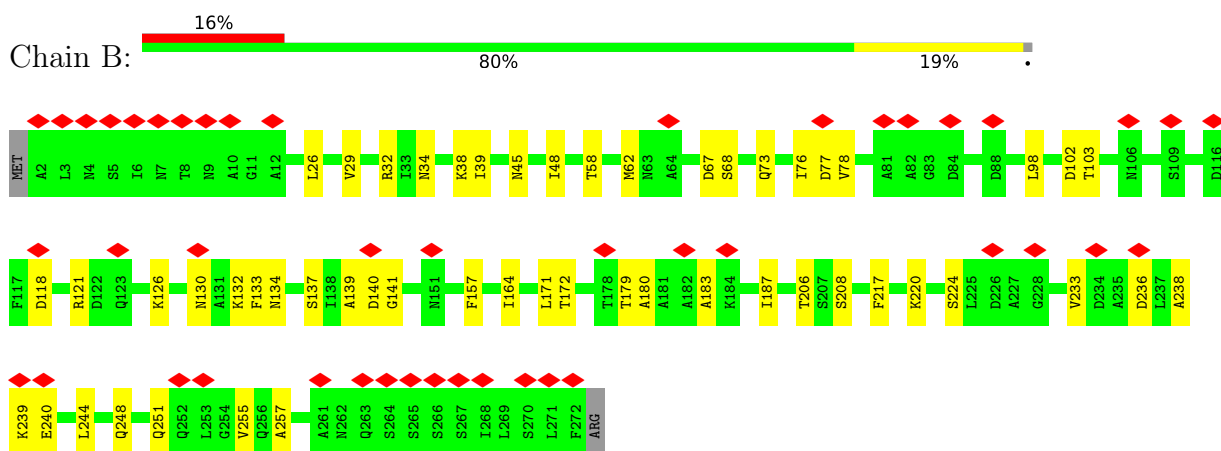 16%
Chain B:
80% 19% •
MET A2 L3 N4 S5 I6 N7 T8 N9 A10 G11 A12 L26 V29 R32 I33 N34 K38 I39 N45 I48 T58 M62 N63 A64 D67 S68 Q73 I76 D77 V78 A81 A82 G83 D84 D88 L98 D102 T103 N106 S109 D116
F117 D118 R121 D122 Q123 K126 N130 A131 K132 F133 N134 S137 I138 A139 D140 G141 N151 F157 I164 L171 T172 T178 T179 A180 A181 A182 A183 K184 I187 T206 S207 S208 F217 K220 S224 L225 D226 A227 G228 V233 D234 A235 D236 L237 A238
K239 E240 L244 Q248 Q251 Q252 L253 G254 V255 Q256 A257 A261 N262 Q263 S264 S265 S266 S267 I268 L269 S270 L271 F272 ARG